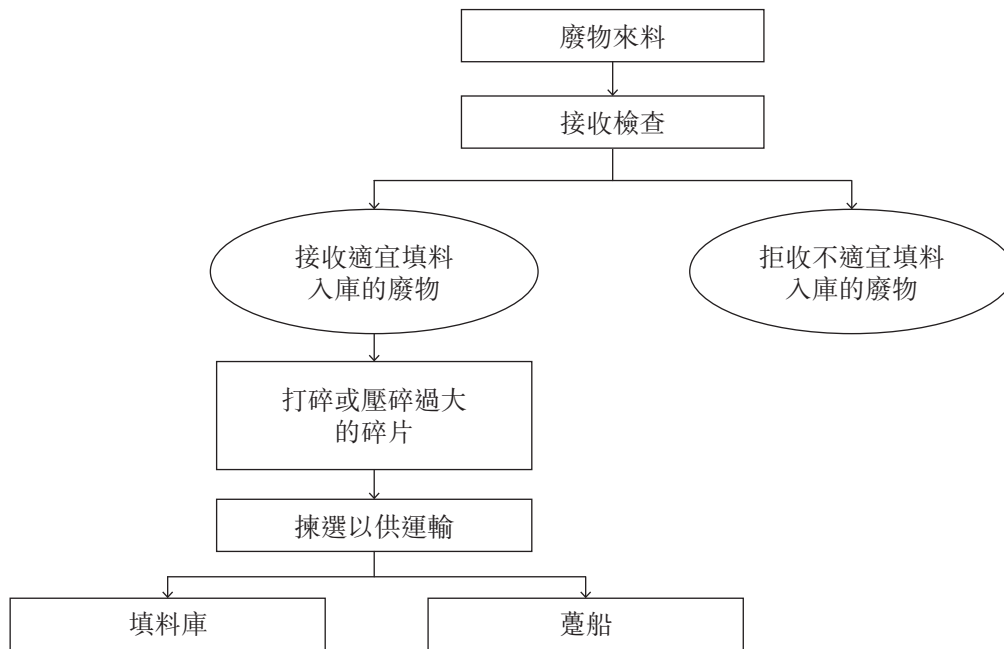 廢物來料
接收檢查
接收適宜填料
入庫的廢物
拒收不適宜填料
入庫的廢物
打碎或壓碎過大
的碎片
揀選以供運輸
填料庫
躉船